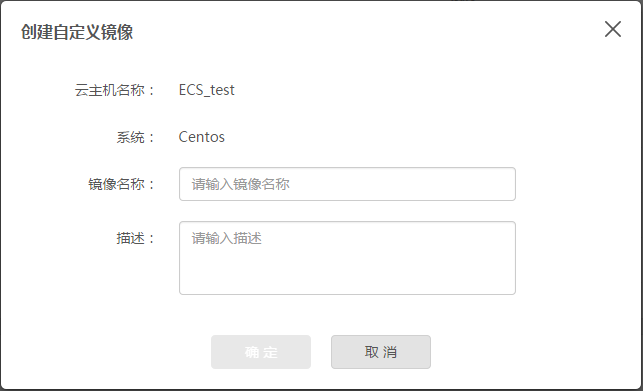 创建自定义镜像
云主机名称： ECS_test
系统： Centos
镜像名称： 请输入镜像名称
描述： 请输入描述
确 定 取 消